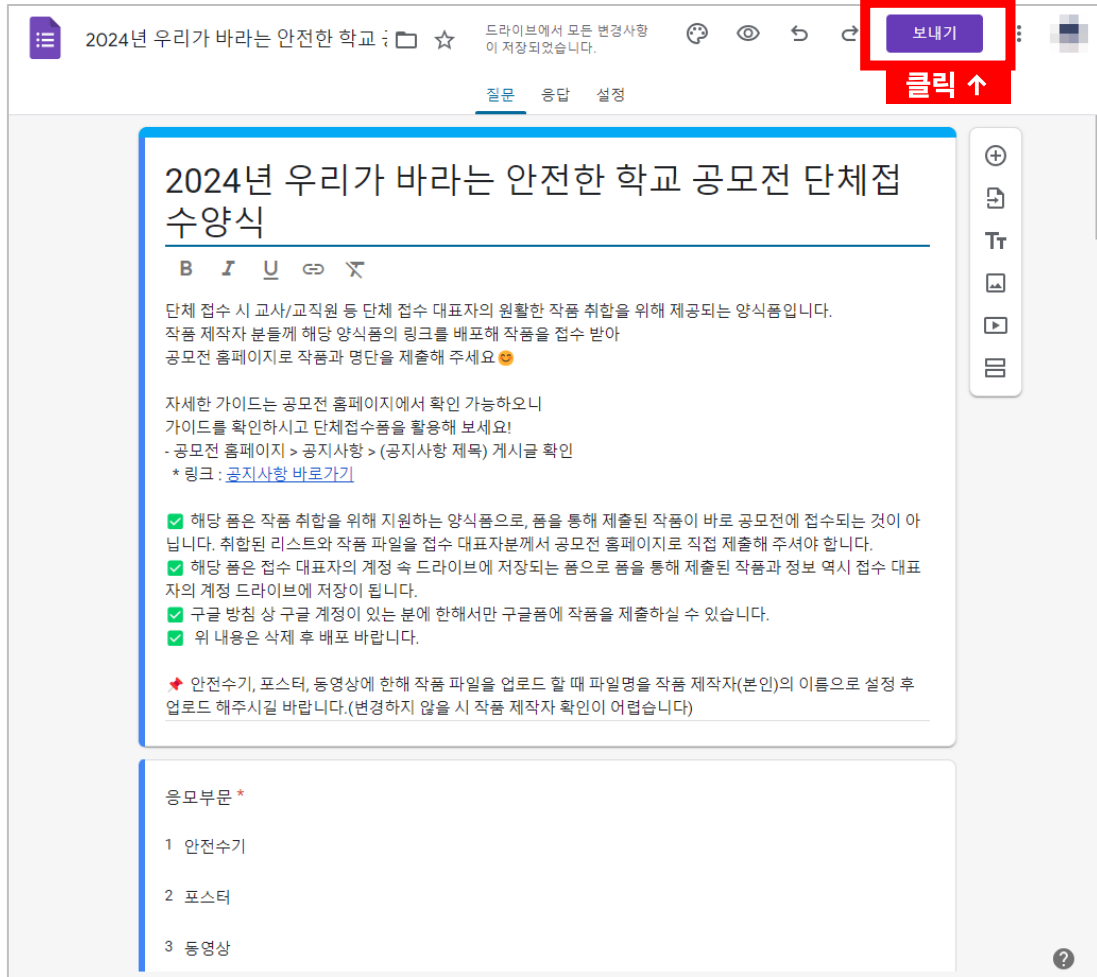 2024년 우리가 바라는 안전한 학교
드라이브에서 모든 변경사항
이 저장되었습니다.
보내기
클릭 ↑
질문 응답 설정
2024년 우리가 바라는 안전한 학교 공모전 단체접
수양식
B I U
Tт
단체 접수 시 교사/교직원 등 단체 접수 대표자의 원활한 작품 취합을 위해 제공되는 양식폼입니다.
작품 제작자 분들께 해당 양식폼의 링크를 배포해 작품을 접수 받아
공모전 홈페이지로 작품과 명단을 제출해 주세요😊
자세한 가이드는 공모전 홈페이지에서 확인 가능하오니
가이드를 확인하시고 단체접수폼을 활용해 보세요!
- 공모전 홈페이지 > 공지사항 > (공지사항 제목) 게시글 확인
* 링크 : 공지사항 바로가기
✅ 해당 폼은 작품 취합을 위해 지원하는 양식폼으로, 폼을 통해 제출된 작품이 바로 공모전에 접수되는 것이 아
닙니다. 취합된 리스트와 작품 파일을 접수 대표자분께서 공모전 홈페이지로 직접 제출해 주셔야 합니다.
✅ 해당 폼은 접수 대표자의 계정 속 드라이브에 저장되는 폼으로 폼을 통해 제출된 작품과 정보 역시 접수 대표
자의 계정 드라이브에 저장이 됩니다.
✅ 구글 방침 상 구글 계정이 있는 분에 한해서만 구글폼에 작품을 제출하실 수 있습니다.
✅ 위 내용은 삭제 후 배포 바랍니다.
📌 안전수기, 포스터, 동영상에 한해 작품 파일을 업로드 할 때 파일명을 작품 제작자(본인)의 이름으로 설정 후
업로드 해주시길 바랍니다.(변경하지 않을 시 작품 제작자 확인이 어렵습니다)
응모부문 *
1 안전수기
2 포스터
3 동영상